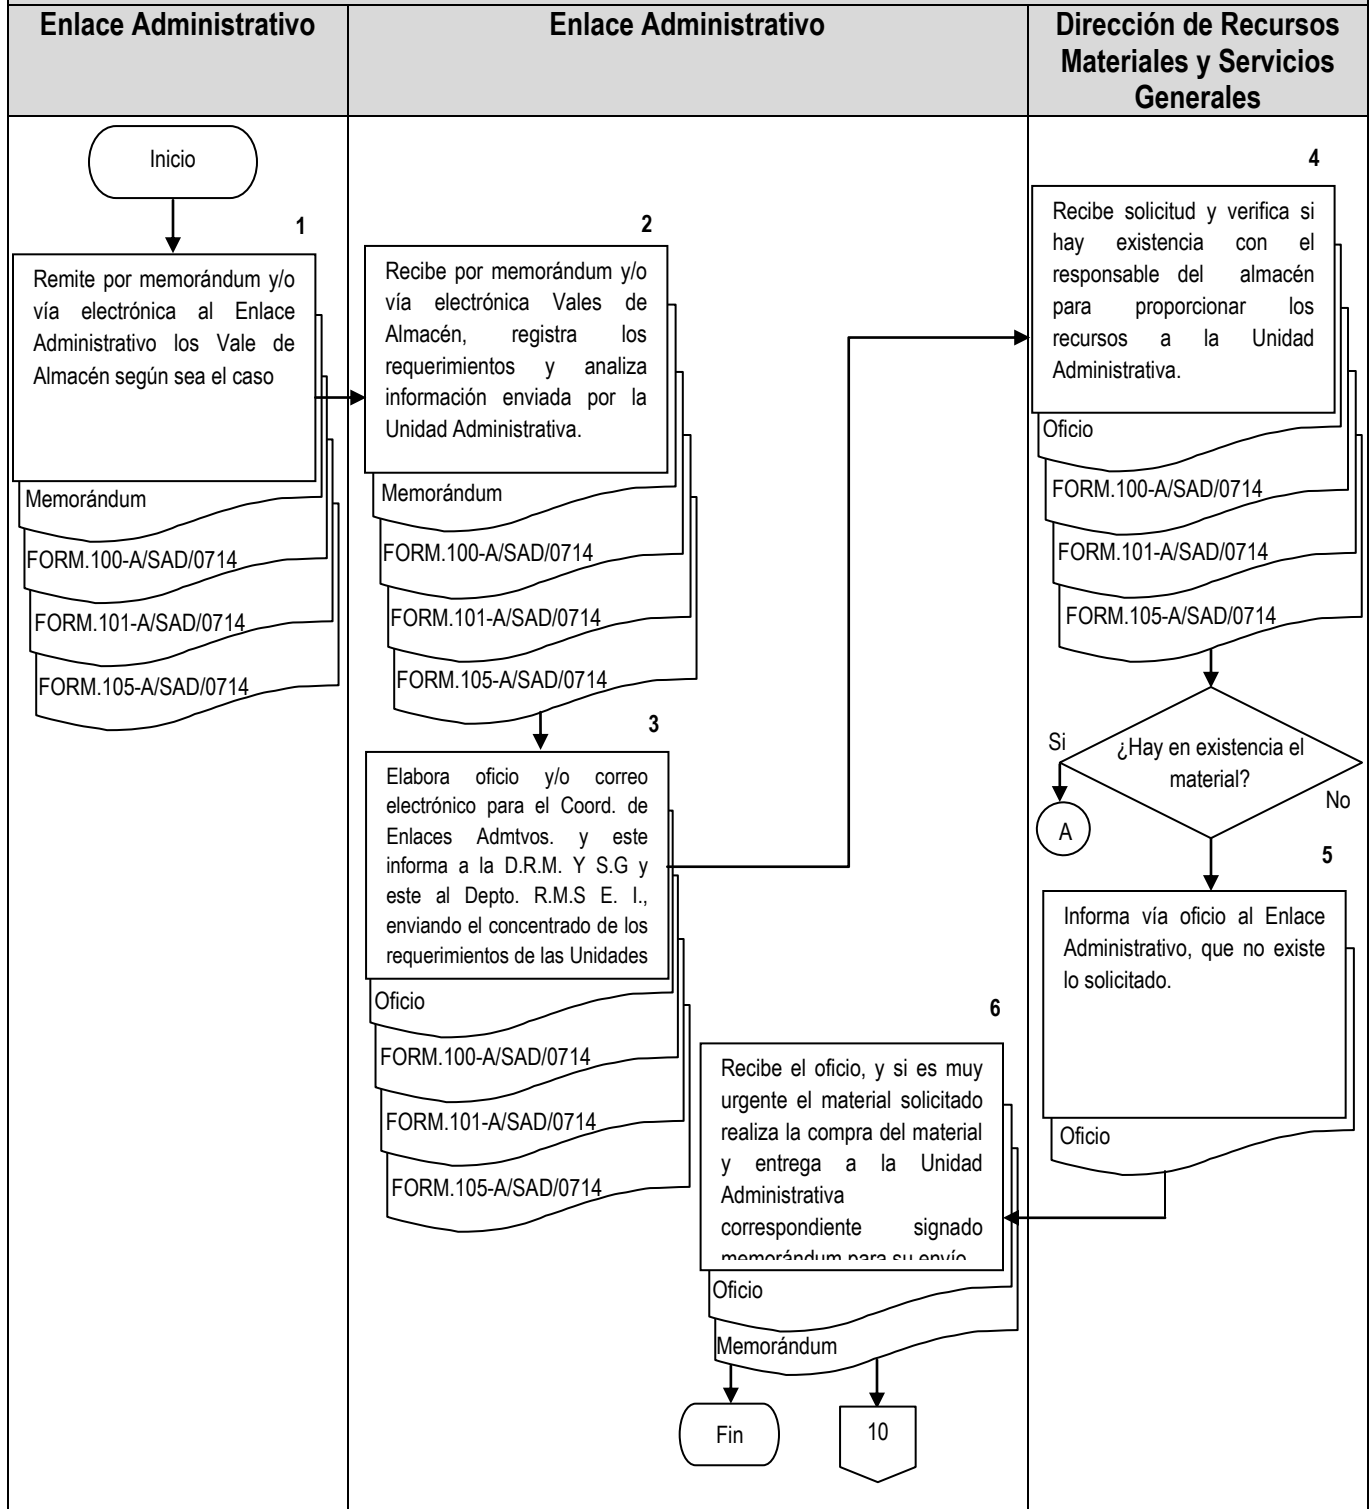 Enlace Administrativo
Enlace Administrativo
Dirección de Recursos
Materiales y Servicios
Generales
Inicio
1
Remite por memorándum y/o
vía electrónica al Enlace
Administrativo los Vale de
Almacén según sea el caso
Memorándum
FORM.100-A/SAD/0714
FORM.101-A/SAD/0714
FORM.105-A/SAD/0714
2
Recibe por memorándum y/o
vía electrónica Vales de
Almacén, registra los
requerimientos y analiza
información enviada por la
Unidad Administrativa.
Memorándum
FORM.100-A/SAD/0714
FORM.101-A/SAD/0714
FORM.105-A/SAD/0714
3
Elabora oficio y/o correo
electrónico para el Coord. de
Enlaces Admtvos. y este
informa a la D.R.M. Y S.G y
este al Depto. R.M.S E. I.,
enviando el concentrado de los
requerimientos de las Unidades
Oficio
FORM.100-A/SAD/0714
FORM.101-A/SAD/0714
FORM.105-A/SAD/0714
4
Recibe solicitud y verifica si
hay existencia con el
responsable del almacén
para proporcionar los
recursos a la Unidad
Administrativa.
Oficio
FORM.100-A/SAD/0714
FORM.101-A/SAD/0714
FORM.105-A/SAD/0714
¿Hay en existencia el
material?
Si
No
A
5
Informa vía oficio al Enlace
Administrativo, que no existe
lo solicitado.
Oficio
6
Recibe el oficio, y si es muy
urgente el material solicitado
realiza la compra del material
y entrega a la Unidad
Administrativa
correspondiente signado
memorándum para su envío
Oficio
Memorándum
Fin
10